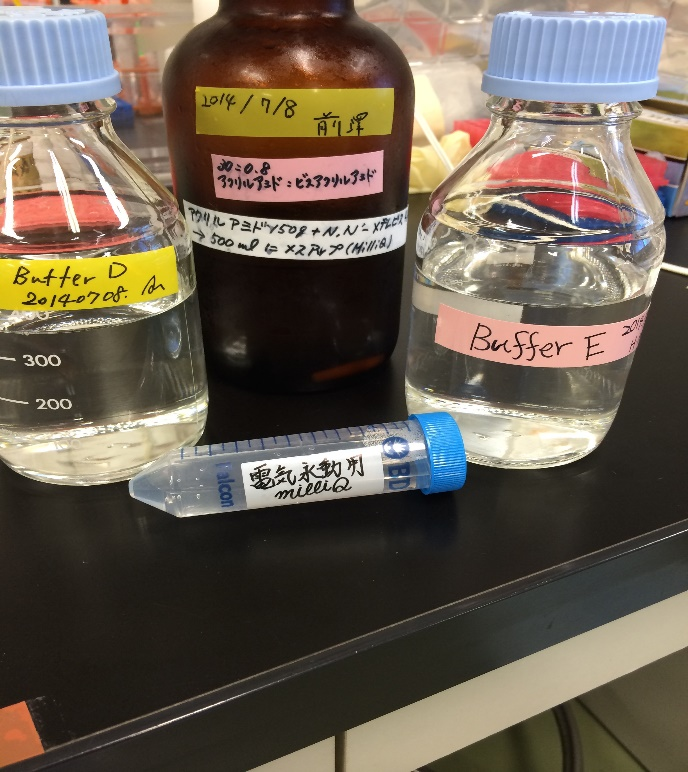 2014/7/8
前澤
30:0.8
アクリルアミド:ビスアクリルアミド
アクリルアミド150g + N,N'-メチレンビス
→ 500mlにメスアップ(MilliQ)
Buffer D
20140708.
300
200
Buffer E
201
電気永動用
milliQ
Falcon
BD